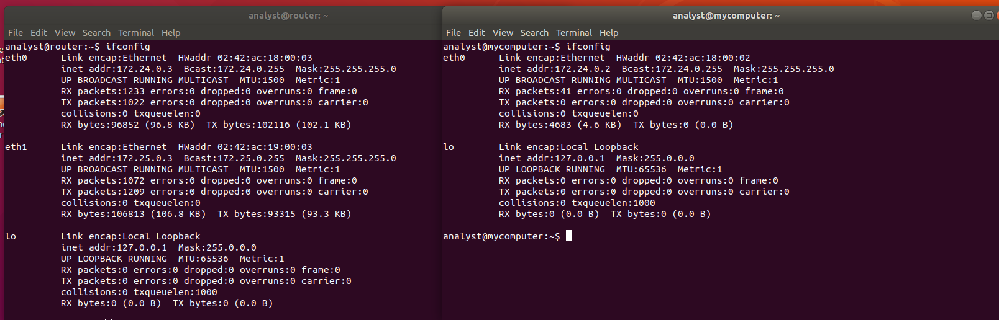 analyst@router: ~
File Edit View Search Terminal Help
analyst@router:~$ ifconfig
eth0      Link encap:Ethernet  HWaddr 02:42:ac:18:00:03
          inet addr:172.24.0.3  Bcast:172.24.0.255  Mask:255.255.255.0
          UP BROADCAST RUNNING MULTICAST  MTU:1500  Metric:1
          RX packets:1233 errors:0 dropped:0 overruns:0 frame:0
          TX packets:1022 errors:0 dropped:0 overruns:0 carrier:0
          collisions:0 txqueuelen:0
          RX bytes:96852 (96.8 KB)  TX bytes:102116 (102.1 KB)

eth1      Link encap:Ethernet  HWaddr 02:42:ac:19:00:03
          inet addr:172.25.0.3  Bcast:172.25.0.255  Mask:255.255.255.0
          UP BROADCAST RUNNING MULTICAST  MTU:1500  Metric:1
          RX packets:1072 errors:0 dropped:0 overruns:0 frame:0
          TX packets:1209 errors:0 dropped:0 overruns:0 carrier:0
          collisions:0 txqueuelen:0
          RX bytes:106813 (106.8 KB)  TX bytes:93315 (93.3 KB)

lo        Link encap:Local Loopback
          inet addr:127.0.0.1  Mask:255.0.0.0
          UP LOOPBACK RUNNING  MTU:65536  Metric:1
          RX packets:0 errors:0 dropped:0 overruns:0 frame:0
          TX packets:0 errors:0 dropped:0 overruns:0 carrier:0
          collisions:0 txqueuelen:1000
          RX bytes:0 (0.0 B)  TX bytes:0 (0.0 B)

analyst@mycomputer: ~
File Edit View Search Terminal Help
analyst@mycomputer:~$ ifconfig
eth0      Link encap:Ethernet  HWaddr 02:42:ac:18:00:02
          inet addr:172.24.0.2  Bcast:172.24.0.255  Mask:255.255.255.0
          UP BROADCAST RUNNING MULTICAST  MTU:1500  Metric:1
          RX packets:41 errors:0 dropped:0 overruns:0 frame:0
          TX packets:0 errors:0 dropped:0 overruns:0 carrier:0
          collisions:0 txqueuelen:0
          RX bytes:4683 (4.6 KB)  TX bytes:0 (0.0 B)

lo        Link encap:Local Loopback
          inet addr:127.0.0.1  Mask:255.0.0.0
          UP LOOPBACK RUNNING  MTU:65536  Metric:1
          RX packets:0 errors:0 dropped:0 overruns:0 frame:0
          TX packets:0 errors:0 dropped:0 overruns:0 carrier:0
          collisions:0 txqueuelen:1000
          RX bytes:0 (0.0 B)  TX bytes:0 (0.0 B)

analyst@mycomputer:~$